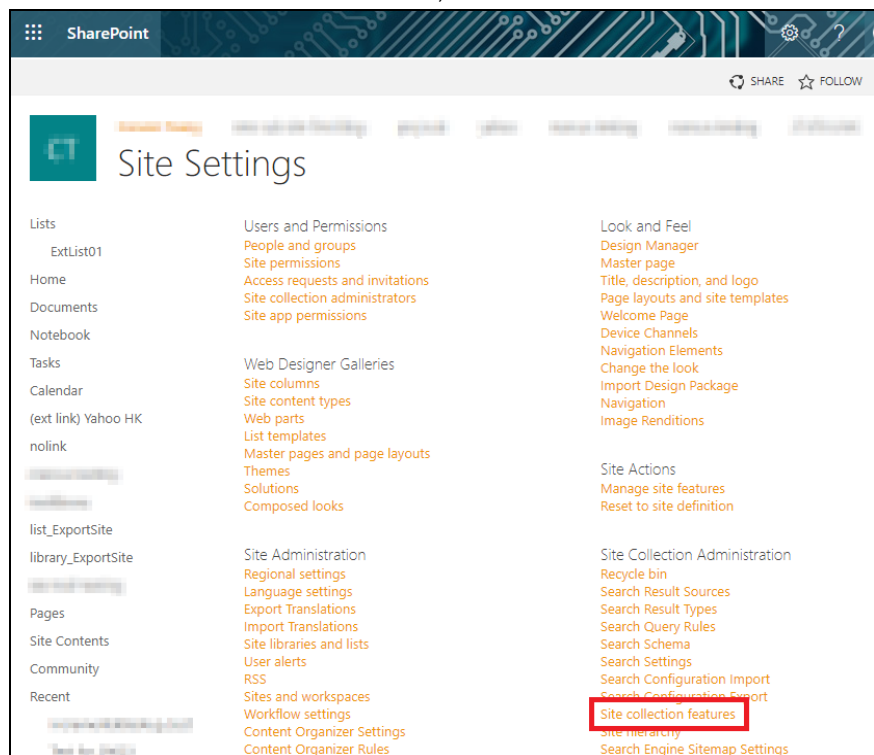 SharePoint
?
SHARE
FOLLOW
Site Settings
Lists
ExtList01
Home
Documents
Notebook
Tasks
Calendar
(ext link) Yahoo HK
nolink
list_ExportSite
library_ExportSite
Pages
Site Contents
Community
Recent
Users and Permissions
People and groups
Site permissions
Access requests and invitations
Site collection administrators
Site app permissions
Web Designer Galleries
Site columns
Site content types
Web parts
List templates
Master pages and page layouts
Themes
Solutions
Composed looks
Site Administration
Regional settings
Language settings
Export Translations
Import Translations
Site libraries and lists
User alerts
RSS
Sites and workspaces
Workflow settings
Content Organizer Settings
Content Organizer Rules
Look and Feel
Design Manager
Master page
Title, description, and logo
Page layouts and site templates
Welcome Page
Device Channels
Navigation Elements
Change the look
Import Design Package
Navigation
Image Renditions
Site Actions
Manage site features
Reset to site definition
Site Collection Administration
Recycle bin
Search Result Sources
Search Result Types
Search Query Rules
Search Schema
Search Settings
Search Configuration Import
Search Configuration Export
Site collection features
Site hierarchy
Search Engine Sitemap Settings